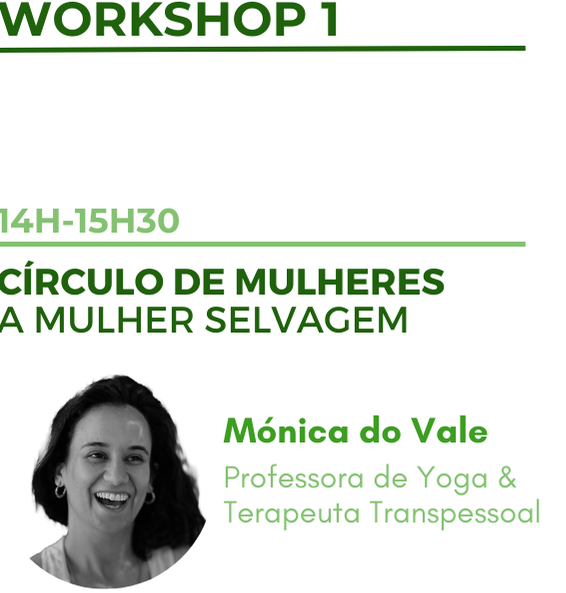 WORKSHOP 1
14H-15H30
CÍRCULO DE MULHERES
A MULHER SELVAGEM
Mónica do Vale
Professora de Yoga &
Terapeuta Transpessoal